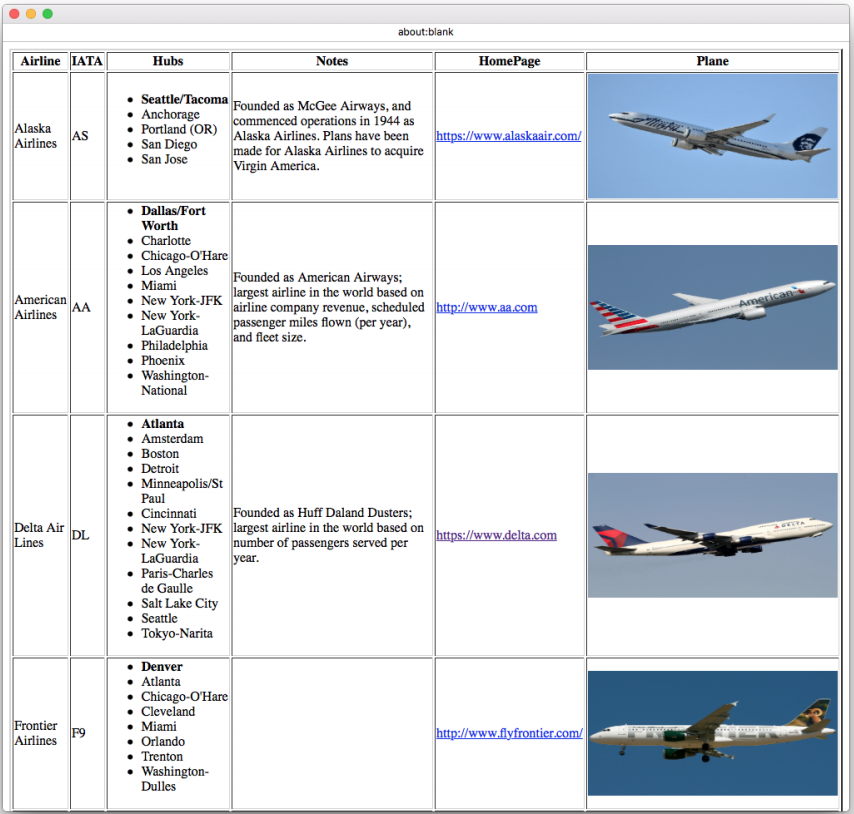 about:blank
Airline IATA Hubs Notes HomePage Plane
Alaska
Airlines
AS
Seattle/Tacoma
Anchorage
Portland (OR)
San Diego
San Jose
Founded as McGee Airways, and
commenced operations in 1944 as
Alaska Airlines. Plans have been
made for Alaska Airlines to acquire
Virgin America.
https://www.alaskaair.com/
Alaska
American
Airlines
AA
Dallas/Fort
Worth
Charlotte
Chicago-O'Hare
Los Angeles
Miami
New York-JFK
New York-
LaGuardia
Philadelphia
Phoenix
Washington-
National
Founded as American Airways;
largest airline in the world based on
airline company revenue, scheduled
passenger miles flown (per year),
and fleet size.
http://www.aa.com
American
Delta Air
Lines
DL
Atlanta
Amsterdam
Boston
Detroit
Minneapolis/St
Paul
Cincinnati
New York-JFK
New York-
LaGuardia
Paris-Charles
de Gaulle
Salt Lake City
Seattle
Tokyo-Narita
Founded as Huff Daland Dusters;
largest airline in the world based on
number of passengers served per
year.
https://www.delta.com
DELTA
Frontier
Airlines
F9
Denver
Atlanta
Chicago-O'Hare
Cleveland
Miami
Orlando
Trenton
Washington-
Dulles
http://www.flyfrontier.com/